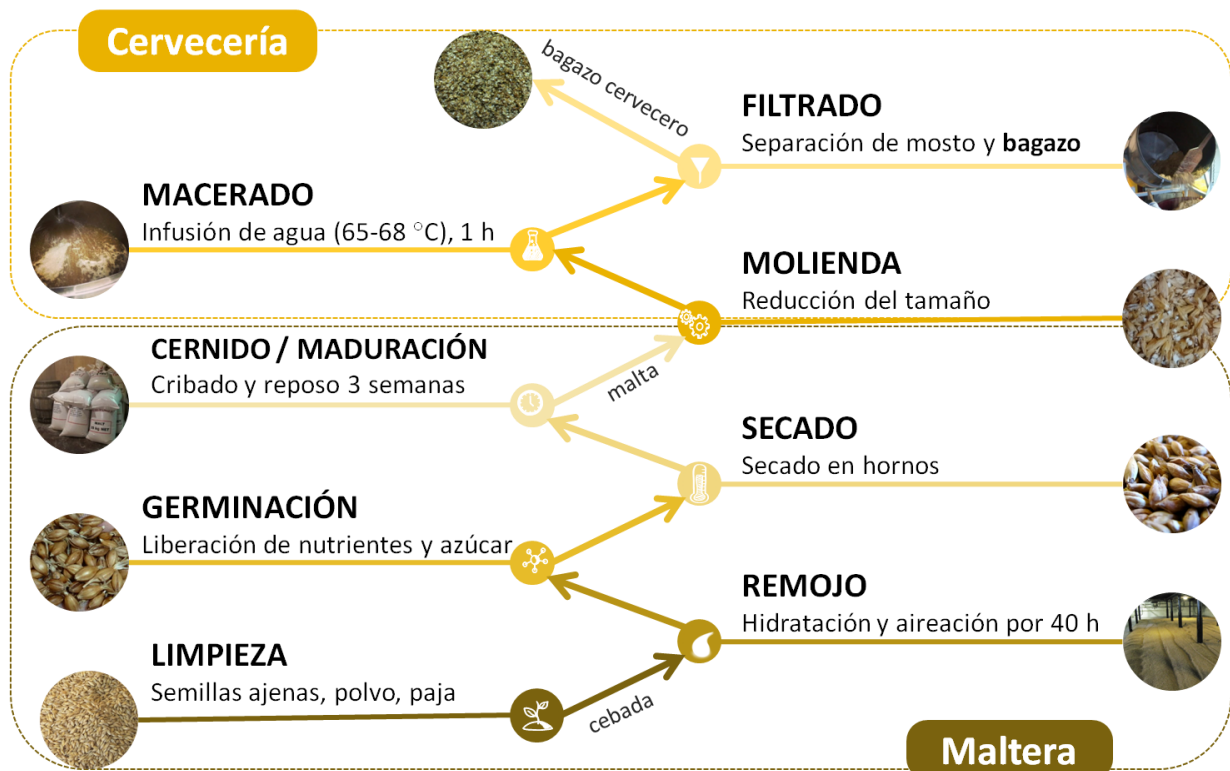 Cervecería
bagazo cervecero
FILTRADO
Separación de mosto y bagazo
MACERADO
Infusión de agua (65-68 °C), 1 h
MOLIENDA
Reducción del tamaño
CERNIDO / MADURACIÓN
Cribado y reposo 3 semanas
malta
SECADO
Secado en hornos
GERMINACIÓN
Liberación de nutrientes y azúcar
REMOJO
Hidratación y aireación por 40 h
LIMPIEZA
Semillas ajenas, polvo, paja
cebada
Maltera